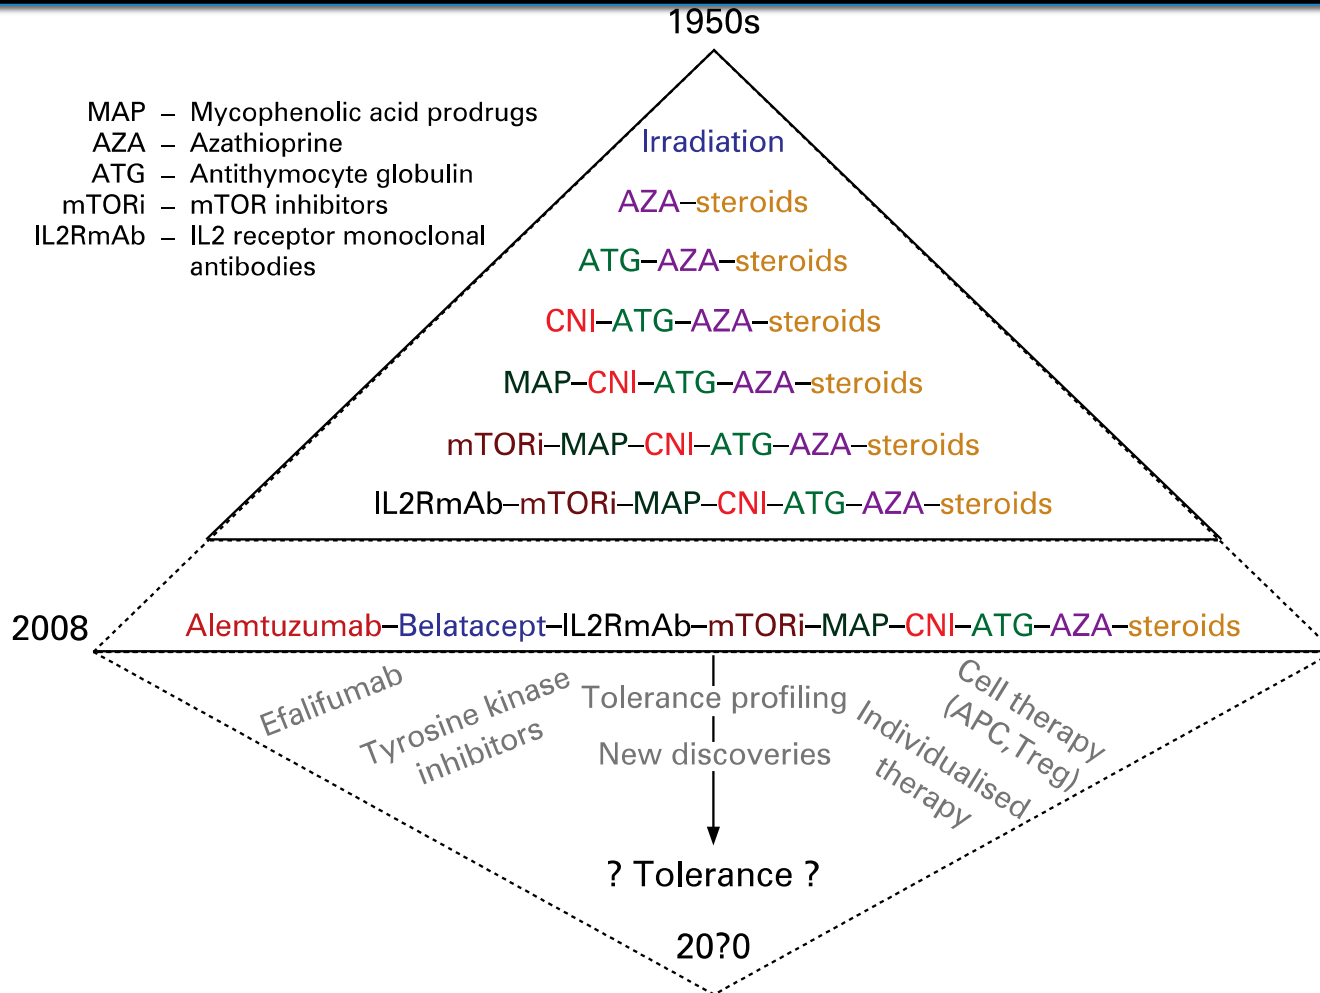 1950s
MAP – Mycophenolic acid prodrugs
AZA – Azathioprine
ATG – Antithymocyte globulin
mTORi – mTOR inhibitors
IL2RmAb – IL2 receptor monoclonal
antibodies
Irradiation
AZA–steroids
ATG–AZA–steroids
CNI–ATG–AZA–steroids
MAP–CNI–ATG–AZA–steroids
mTORi–MAP–CNI–ATG–AZA–steroids
IL2RmAb–mTORi–MAP–CNI–ATG–AZA–steroids
2008
Alemtuzumab–Belatacept–IL2RmAb–mTORi–MAP–CNI–ATG–AZA–steroids
Efalifumab
Tyrosine kinase
inhibitors
Tolerance profiling
New discoveries
Cell therapy
(APC, Treg)
Individualised
therapy
? Tolerance ?
20?0